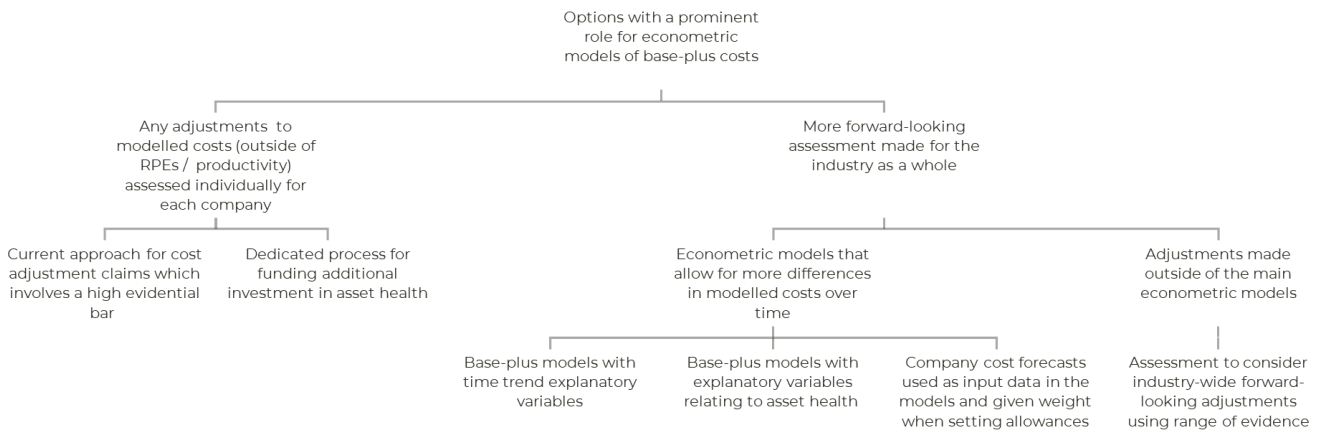 Options with a prominent
role for econometric
models of base-plus costs
Any adjustments to
modelled costs (outside of
RPEs / productivity)
assessed individually for
each company
More forward-looking
assessment made for the
industry as a whole
Current approach for cost
adjustment claims which
involves a high evidential
bar
Dedicated process for
funding additional
investment in asset health
Econometric models that
allow for more differences
in modelled costs over
time
Adjustments made
outside of the main
econometric models
Base-plus models with
time trend explanatory
variables
Base-plus models with
explanatory variables
relating to asset health
Company cost forecasts
used as input data in the
models and given weight
when setting allowances
Assessment to consider
industry-wide forward-
looking adjustments
using range of evidence